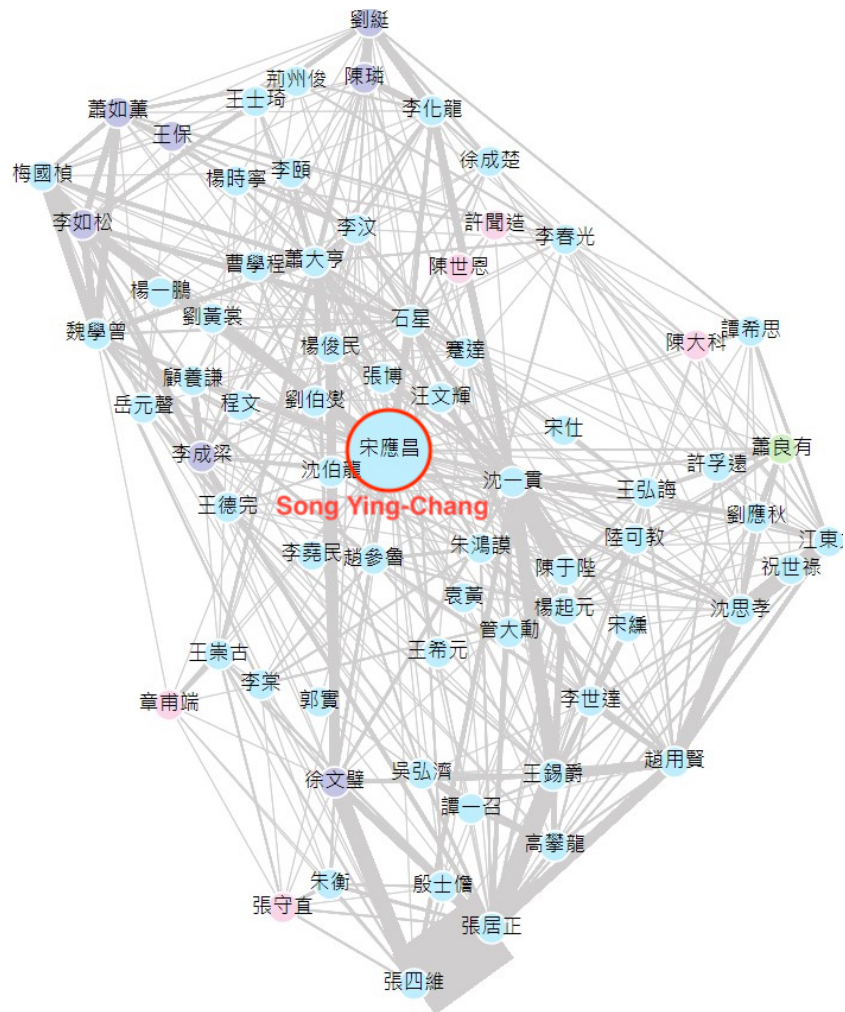 劉綎
荊州俊
陳璘
王士琦
李化龍
蕭如薰
王保
徐成楚
梅國楨
楊時寧
李頤
李如松
李汶
許聞造
李春光
曹學程
蕭大亨
陳世恩
楊一鵬
劉黃裳
石星
魏學曾
楊俊民
蹇達
陳大科
譚希思
顧養謙
張博
岳元聲
程文
劉伯燮
汪文輝
宋仕
宋應昌
李成梁
沈伯龍
沈一貫
許孚遠
蕭良有
王弘誨
Song Ying-Chang
王德完
劉應秋
陸可教
江東之
李堯民
趙參魯
朱鴻謨
陳于陛
祝世祿
袁黃
楊起元
沈思孝
管大勳
宋纁
王崇古
王希元
李棠
章甫端
郭實
李世達
徐文璧
吳弘濟
王錫爵
趙用賢
譚一召
高攀龍
朱衡
殷士儋
張守直
張居正
張四維